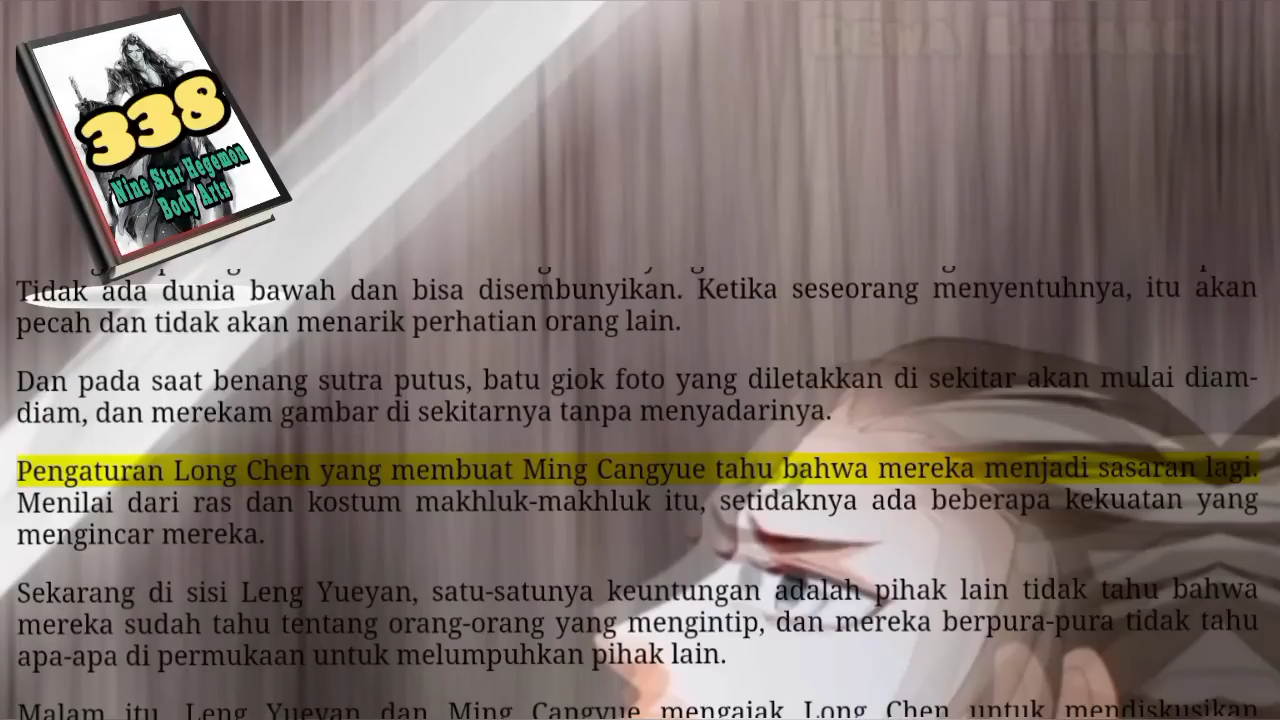 338
Nine Star Hegemon
Body Arts
Tidak ada dunia bawah dan bisa disembunyikan. Ketika seseorang menyentuhnya, itu akan
pecah dan tidak akan menarik perhatian orang lain.
Dan pada saat benang sutra putus, batu giok foto yang diletakkan di sekitar akan mulai diam-
diam, dan merekam gambar di sekitarnya tanpa menyadarinya.
Pengaturan Long Chen yang membuat Ming Cangyue tahu bahwa mereka menjadi sasaran lagi.
Menilai dari ras dan kostum makhluk-makhluk itu, setidaknya ada beberapa kekuatan yang
mengincar mereka.
Sekarang di sisi Leng Yueyan, satu-satunya keuntungan adalah pihak lain tidak tahu bahwa
mereka sudah tahu tentang orang-orang yang mengintip, dan mereka berpura-pura tidak tahu
apa-apa di permukaan untuk melumpuhkan pihak lain.
Malam itu, Leng Yueyan dan Ming Cangyue mengajak Long Chen untuk mendiskusikan